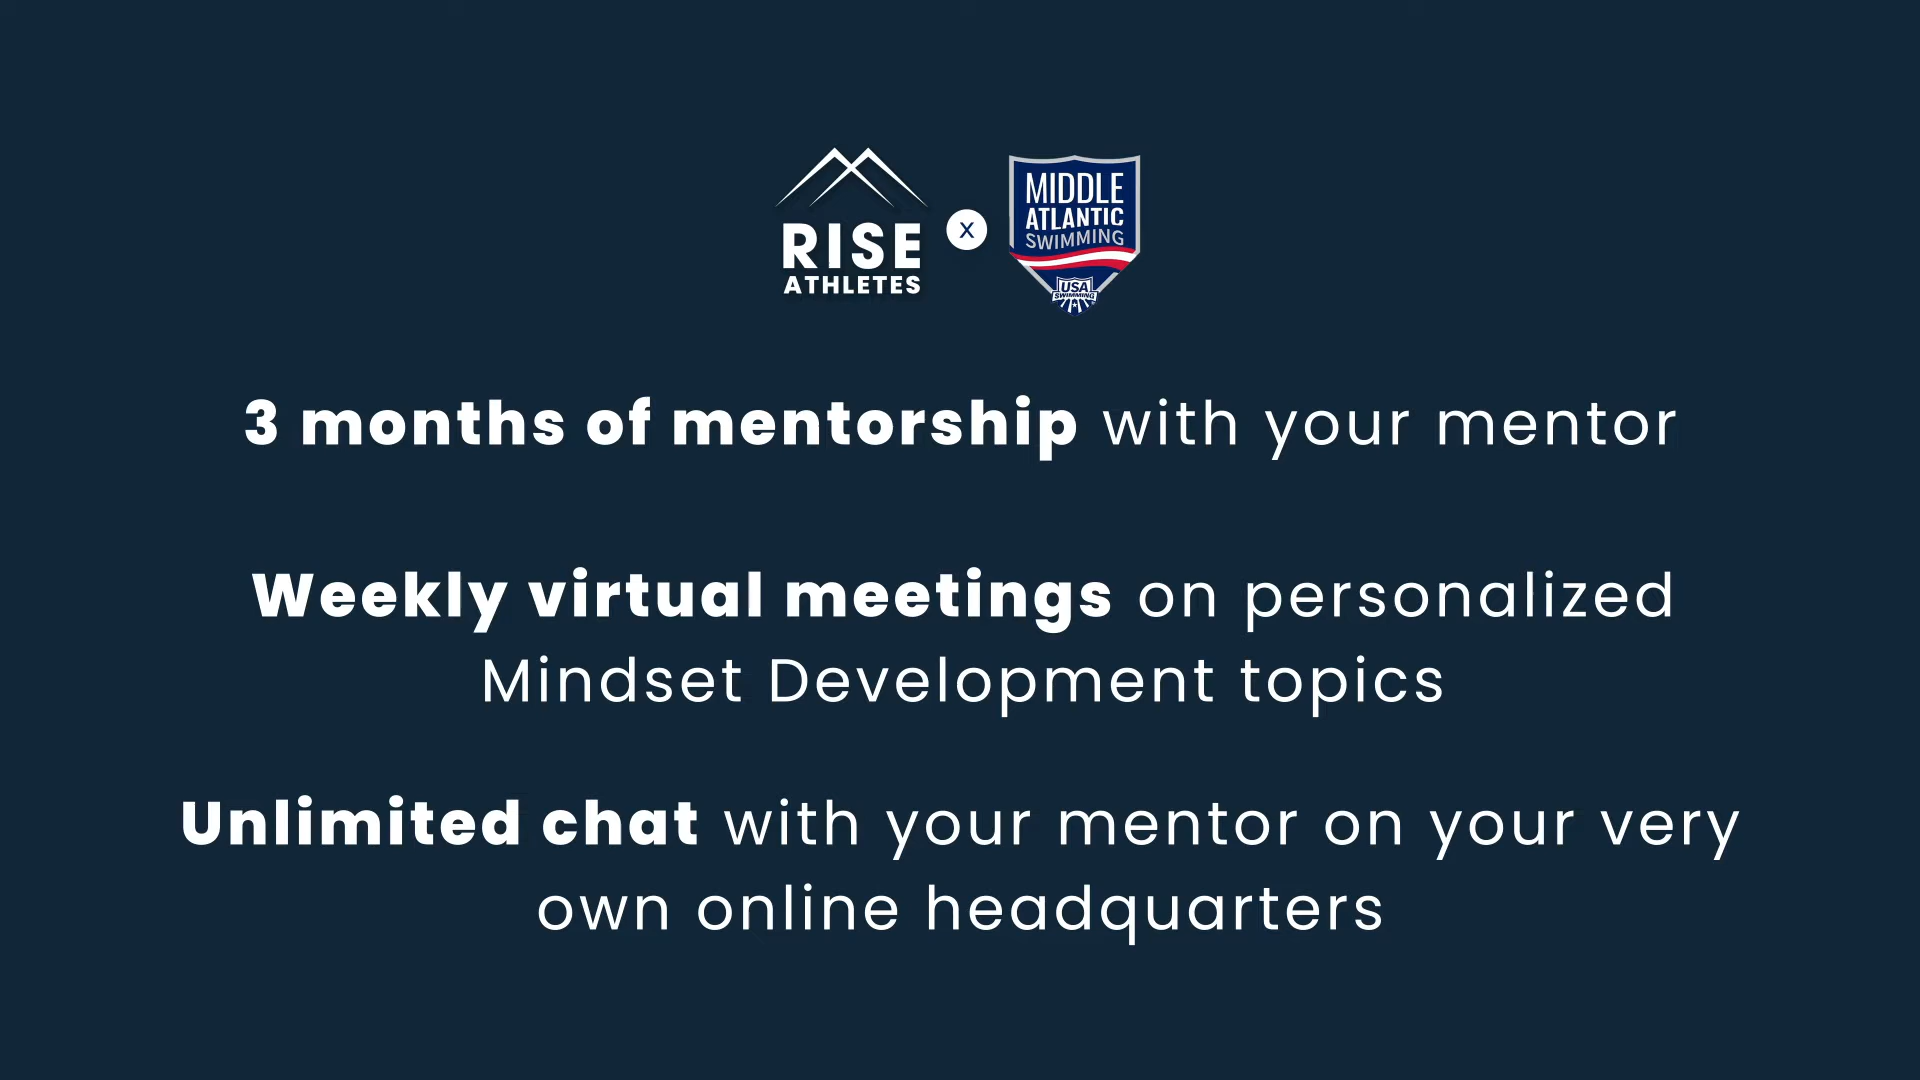 RISE
ATHLETES
x
MIDDLE
ATLANTIC
SWIMMING
USA
SWIMMING
3 months of mentorship with your mentor
Weekly virtual meetings on personalized
Mindset Development topics
Unlimited chat with your mentor on your very
own online headquarters